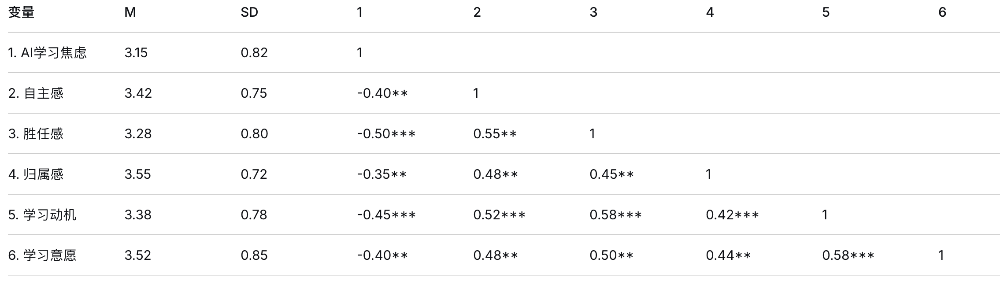 变量 M SD 1 2 3 4 5 6
1. AI学习焦虑 3.15 0.82 1
2. 自主感 3.42 0.75 -0.40** 1
3. 胜任感 3.28 0.80 -0.50*** 0.55** 1
4. 归属感 3.55 0.72 -0.35** 0.48** 0.45** 1
5. 学习动机 3.38 0.78 -0.45*** 0.52*** 0.58*** 0.42*** 1
6. 学习意愿 3.52 0.85 -0.40** 0.48** 0.50** 0.44** 0.58*** 1